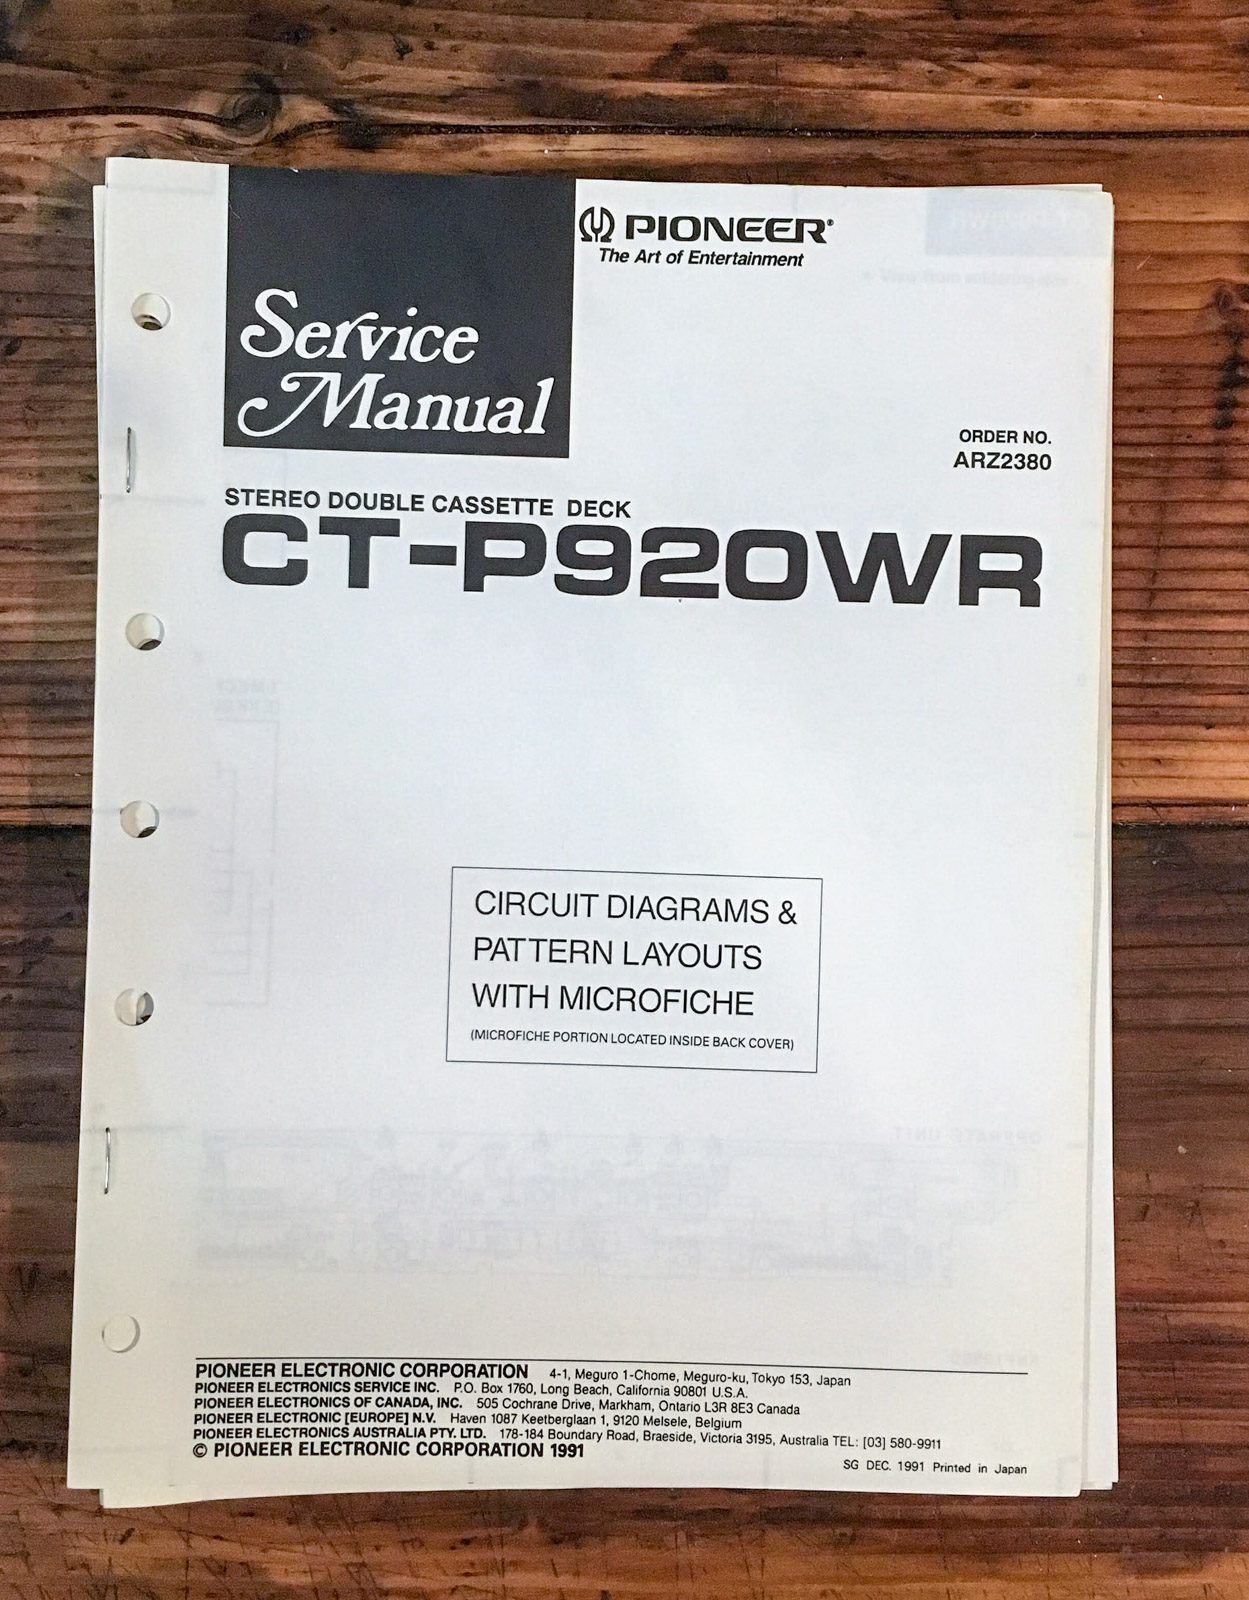 PIONEER®
The Art of Entertainment
Service
Manual
ORDER NO.
ARZ2380
STEREO DOUBLE CASSETTE DECK
CT-P920WR
CIRCUIT DIAGRAMS &
PATTERN LAYOUTS
WITH MICROFICHE
(MICROFICHE PORTION LOCATED INSIDE BACK COVER)
OPERATE UNIT
PIONEER ELECTRONIC CORPORATION 4-1, Meguro 1-Chome, Meguro-ku, Tokyo 153, Japan
PIONEER ELECTRONICS SERVICE INC. P.O. Box 1760, Long Beach, California 90801 U.S.A.
PIONEER ELECTRONICS OF CANADA, INC. 505 Cochrane Drive, Markham, Ontario L3R 8E3 Canada
PIONEER ELECTRONIC [EUROPE] N.V. Haven 1087 Keetberglaan 1, 9120 Melsele, Belgium
PIONEER ELECTRONICS AUSTRALIA PTY. LTD. 178-184 Boundary Road, Braeside, Victoria 3195, Australia TEL: [03] 580-9911
© PIONEER ELECTRONIC CORPORATION 1991
SG DEC. 1991 Printed in Japan